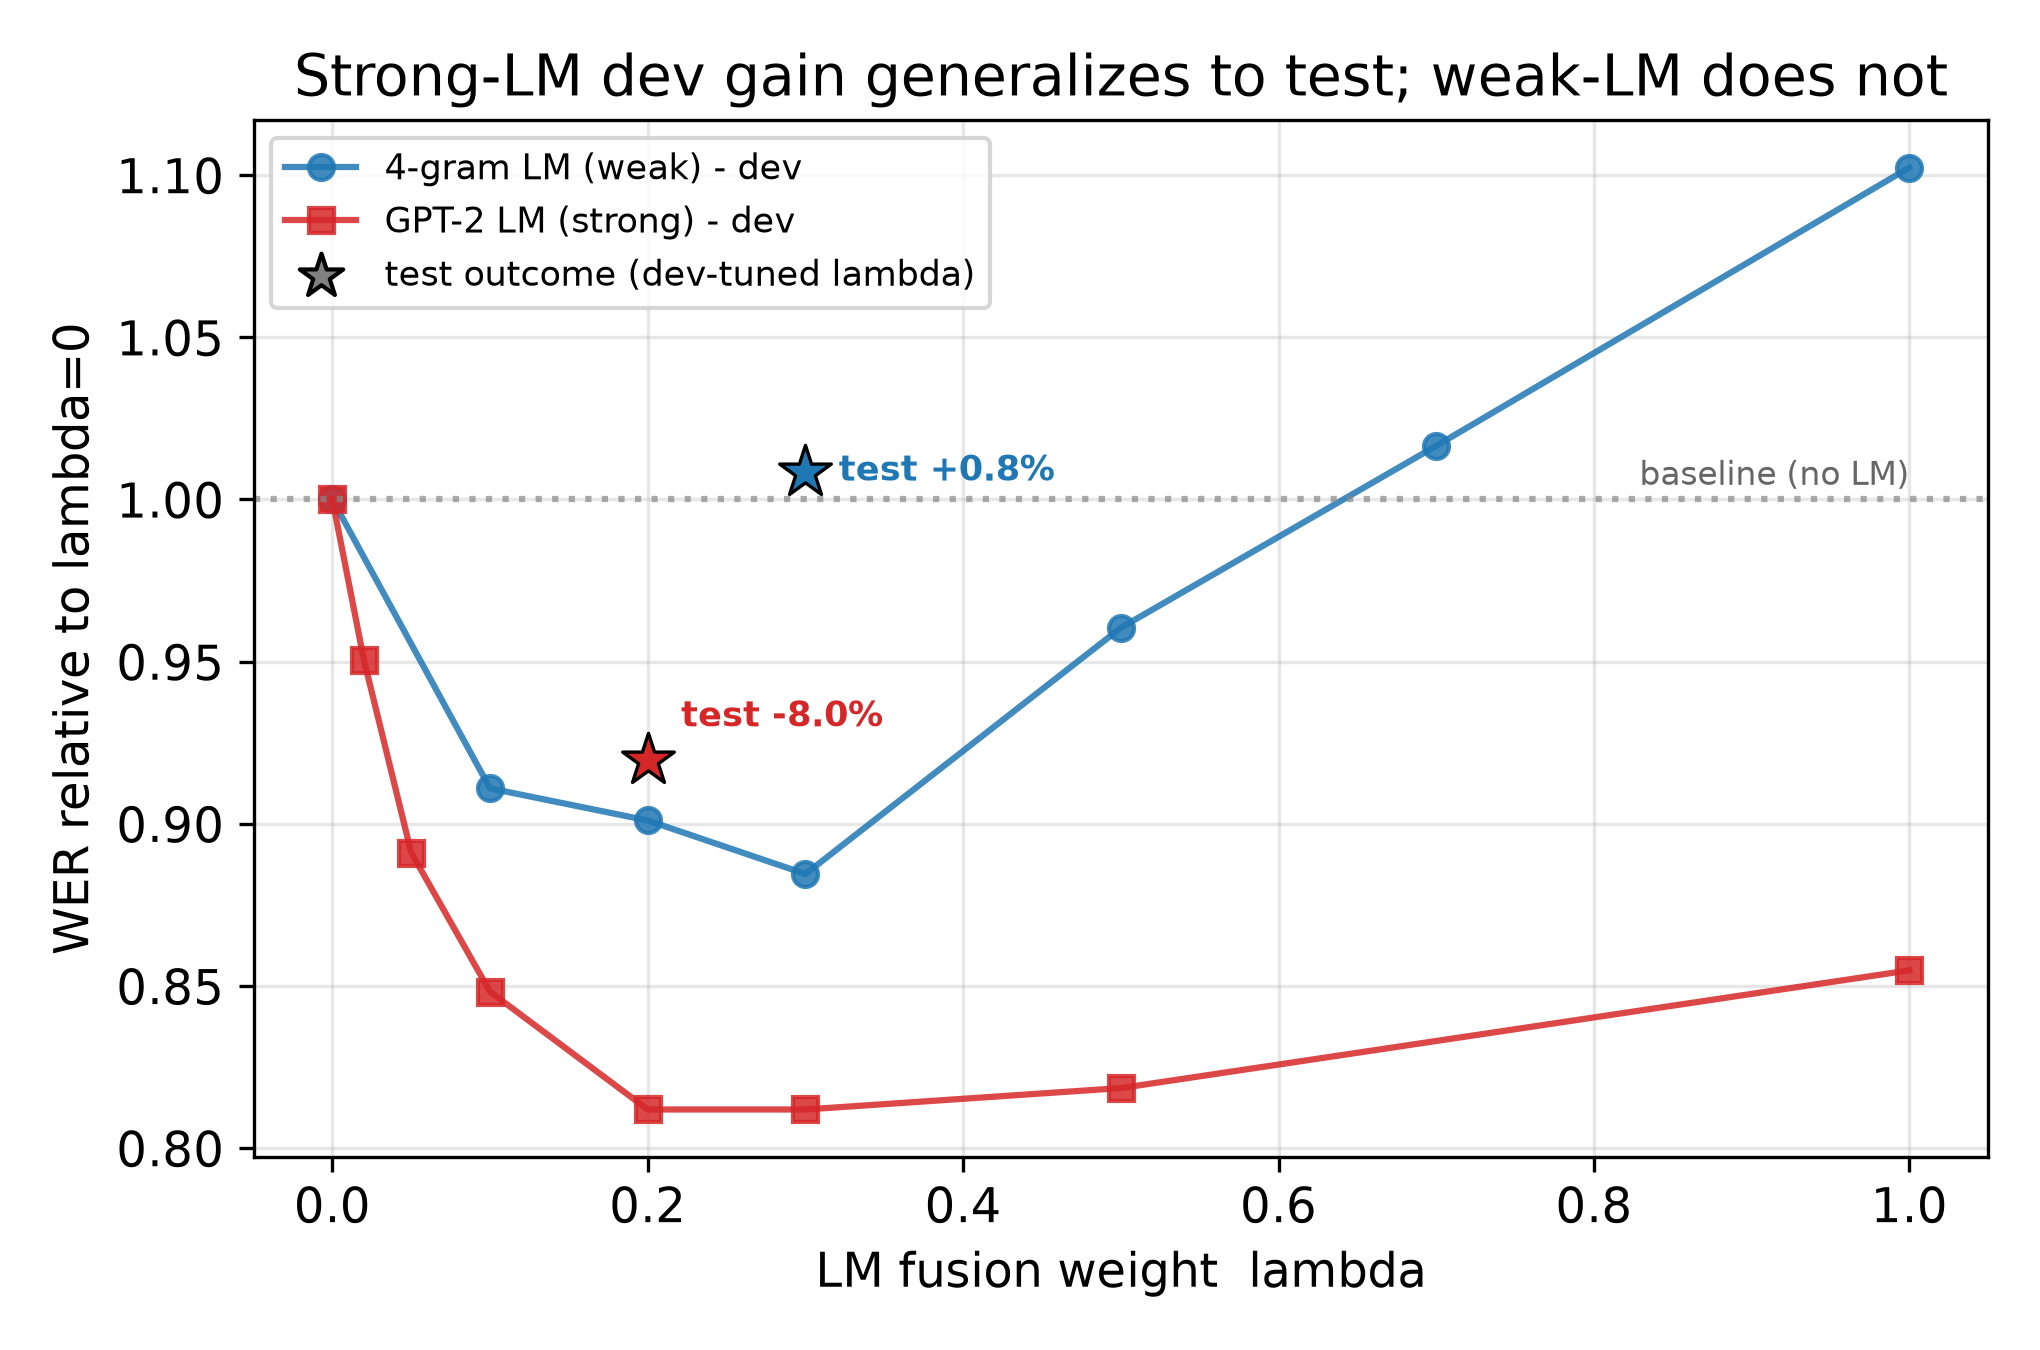 Strong-LM dev gain generalizes to test; weak-LM does not
4-gram LM (weak) - dev
GPT-2 LM (strong) - dev
test outcome (dev-tuned lambda)
1.10
1.05
1.00
0.95
0.90
0.85
0.80
WER relative to lambda=0
test +0.8%
baseline (no LM)
test -8.0%
0.0 0.2 0.4 0.6 0.8 1.0
LM fusion weight  lambda